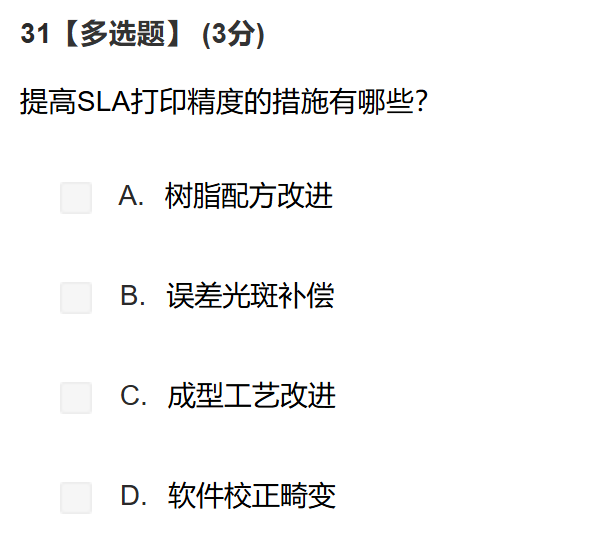 31【多选题】 (3分)
提高SLA打印精度的措施有哪些?
A. 树脂配方改进
B. 误差光斑补偿
C. 成型工艺改进
D. 软件校正畸变